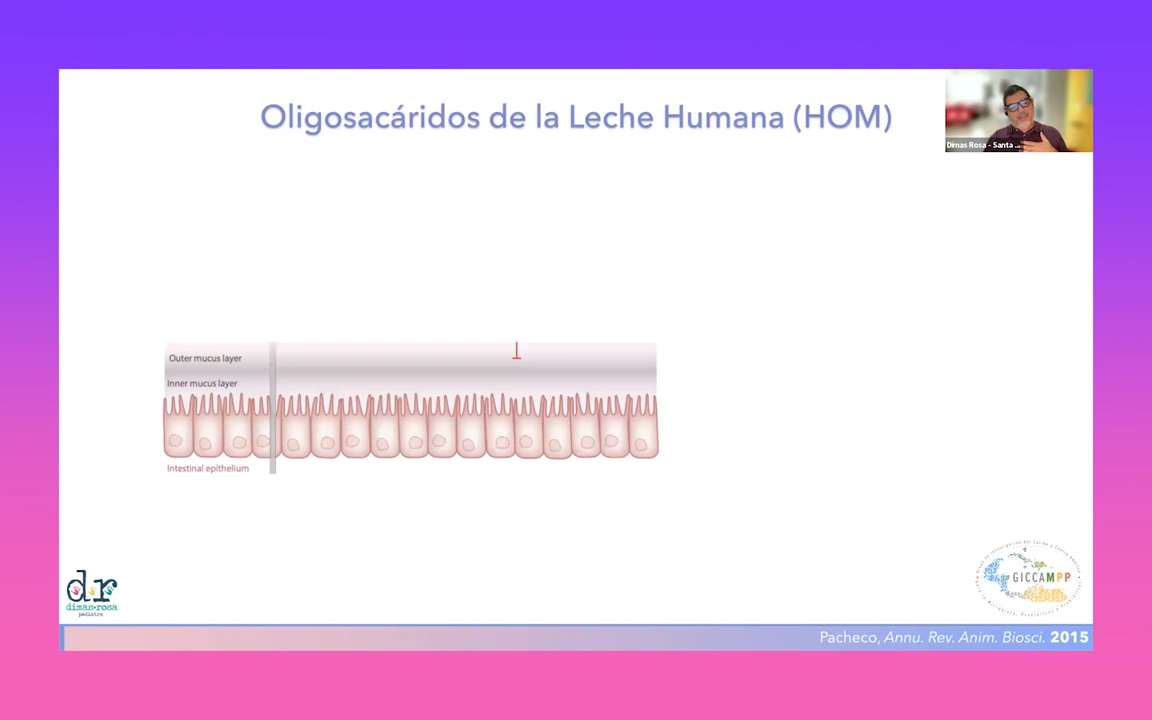 Oligosacáridos de la Leche Humana (HOM)
Dimas Rosa - Santa ...
Outer mucus layer
Inner mucus layer
Intestinal epithelium
dr
dimas•rosa
pediatra
GICCAMPP
Pacheco, Annu. Rev. Anim. Biosci. 2015